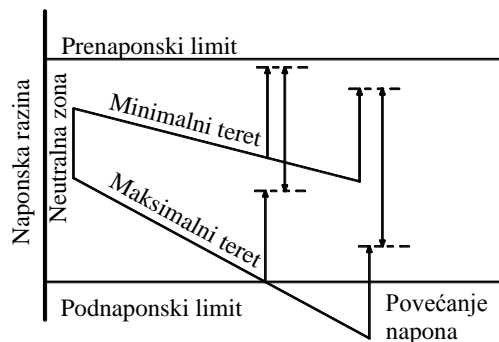 Prenaponski limit
Naponska razina
Neutralna zona
Minimalni teret
Maksimalni teret
Podnaponski limit
Povećanje
napona